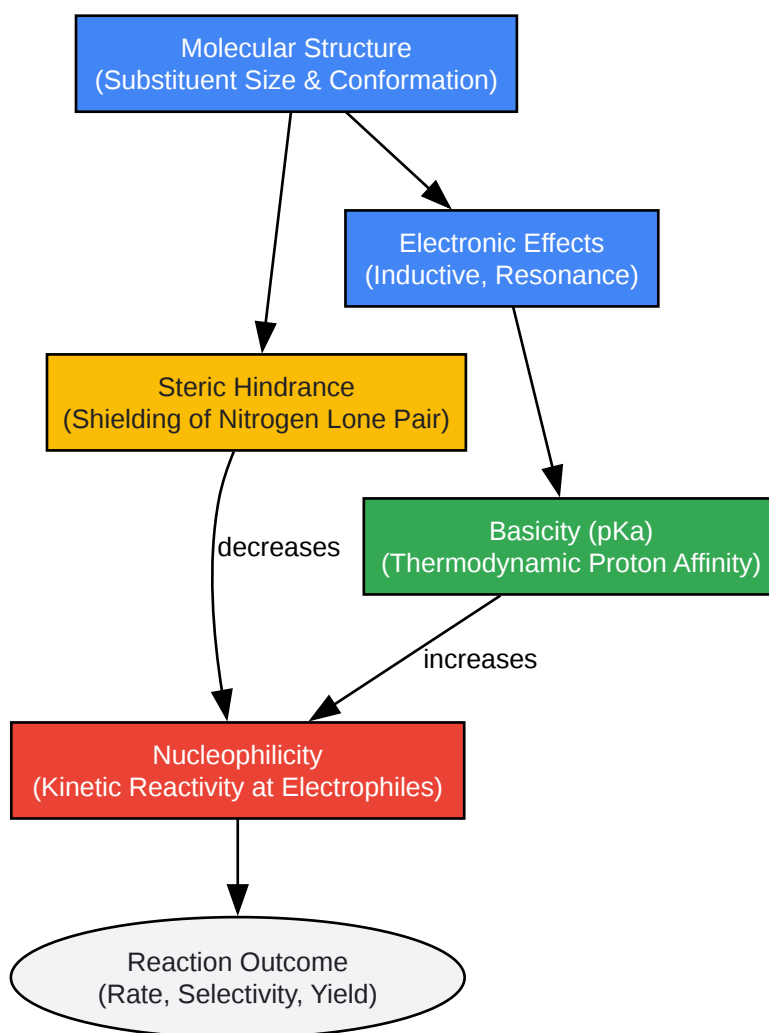 Molecular Structure
(Substituent Size & Conformation)
Electronic Effects
(Inductive, Resonance)
Steric Hindrance
(Shielding of Nitrogen Lone Pair)
decreases
Basicity (pKa)
(Thermodynamic Proton Affinity)
increases
Nucleophilicity
(Kinetic Reactivity at Electrophiles)
Reaction Outcome
(Rate, Selectivity, Yield)